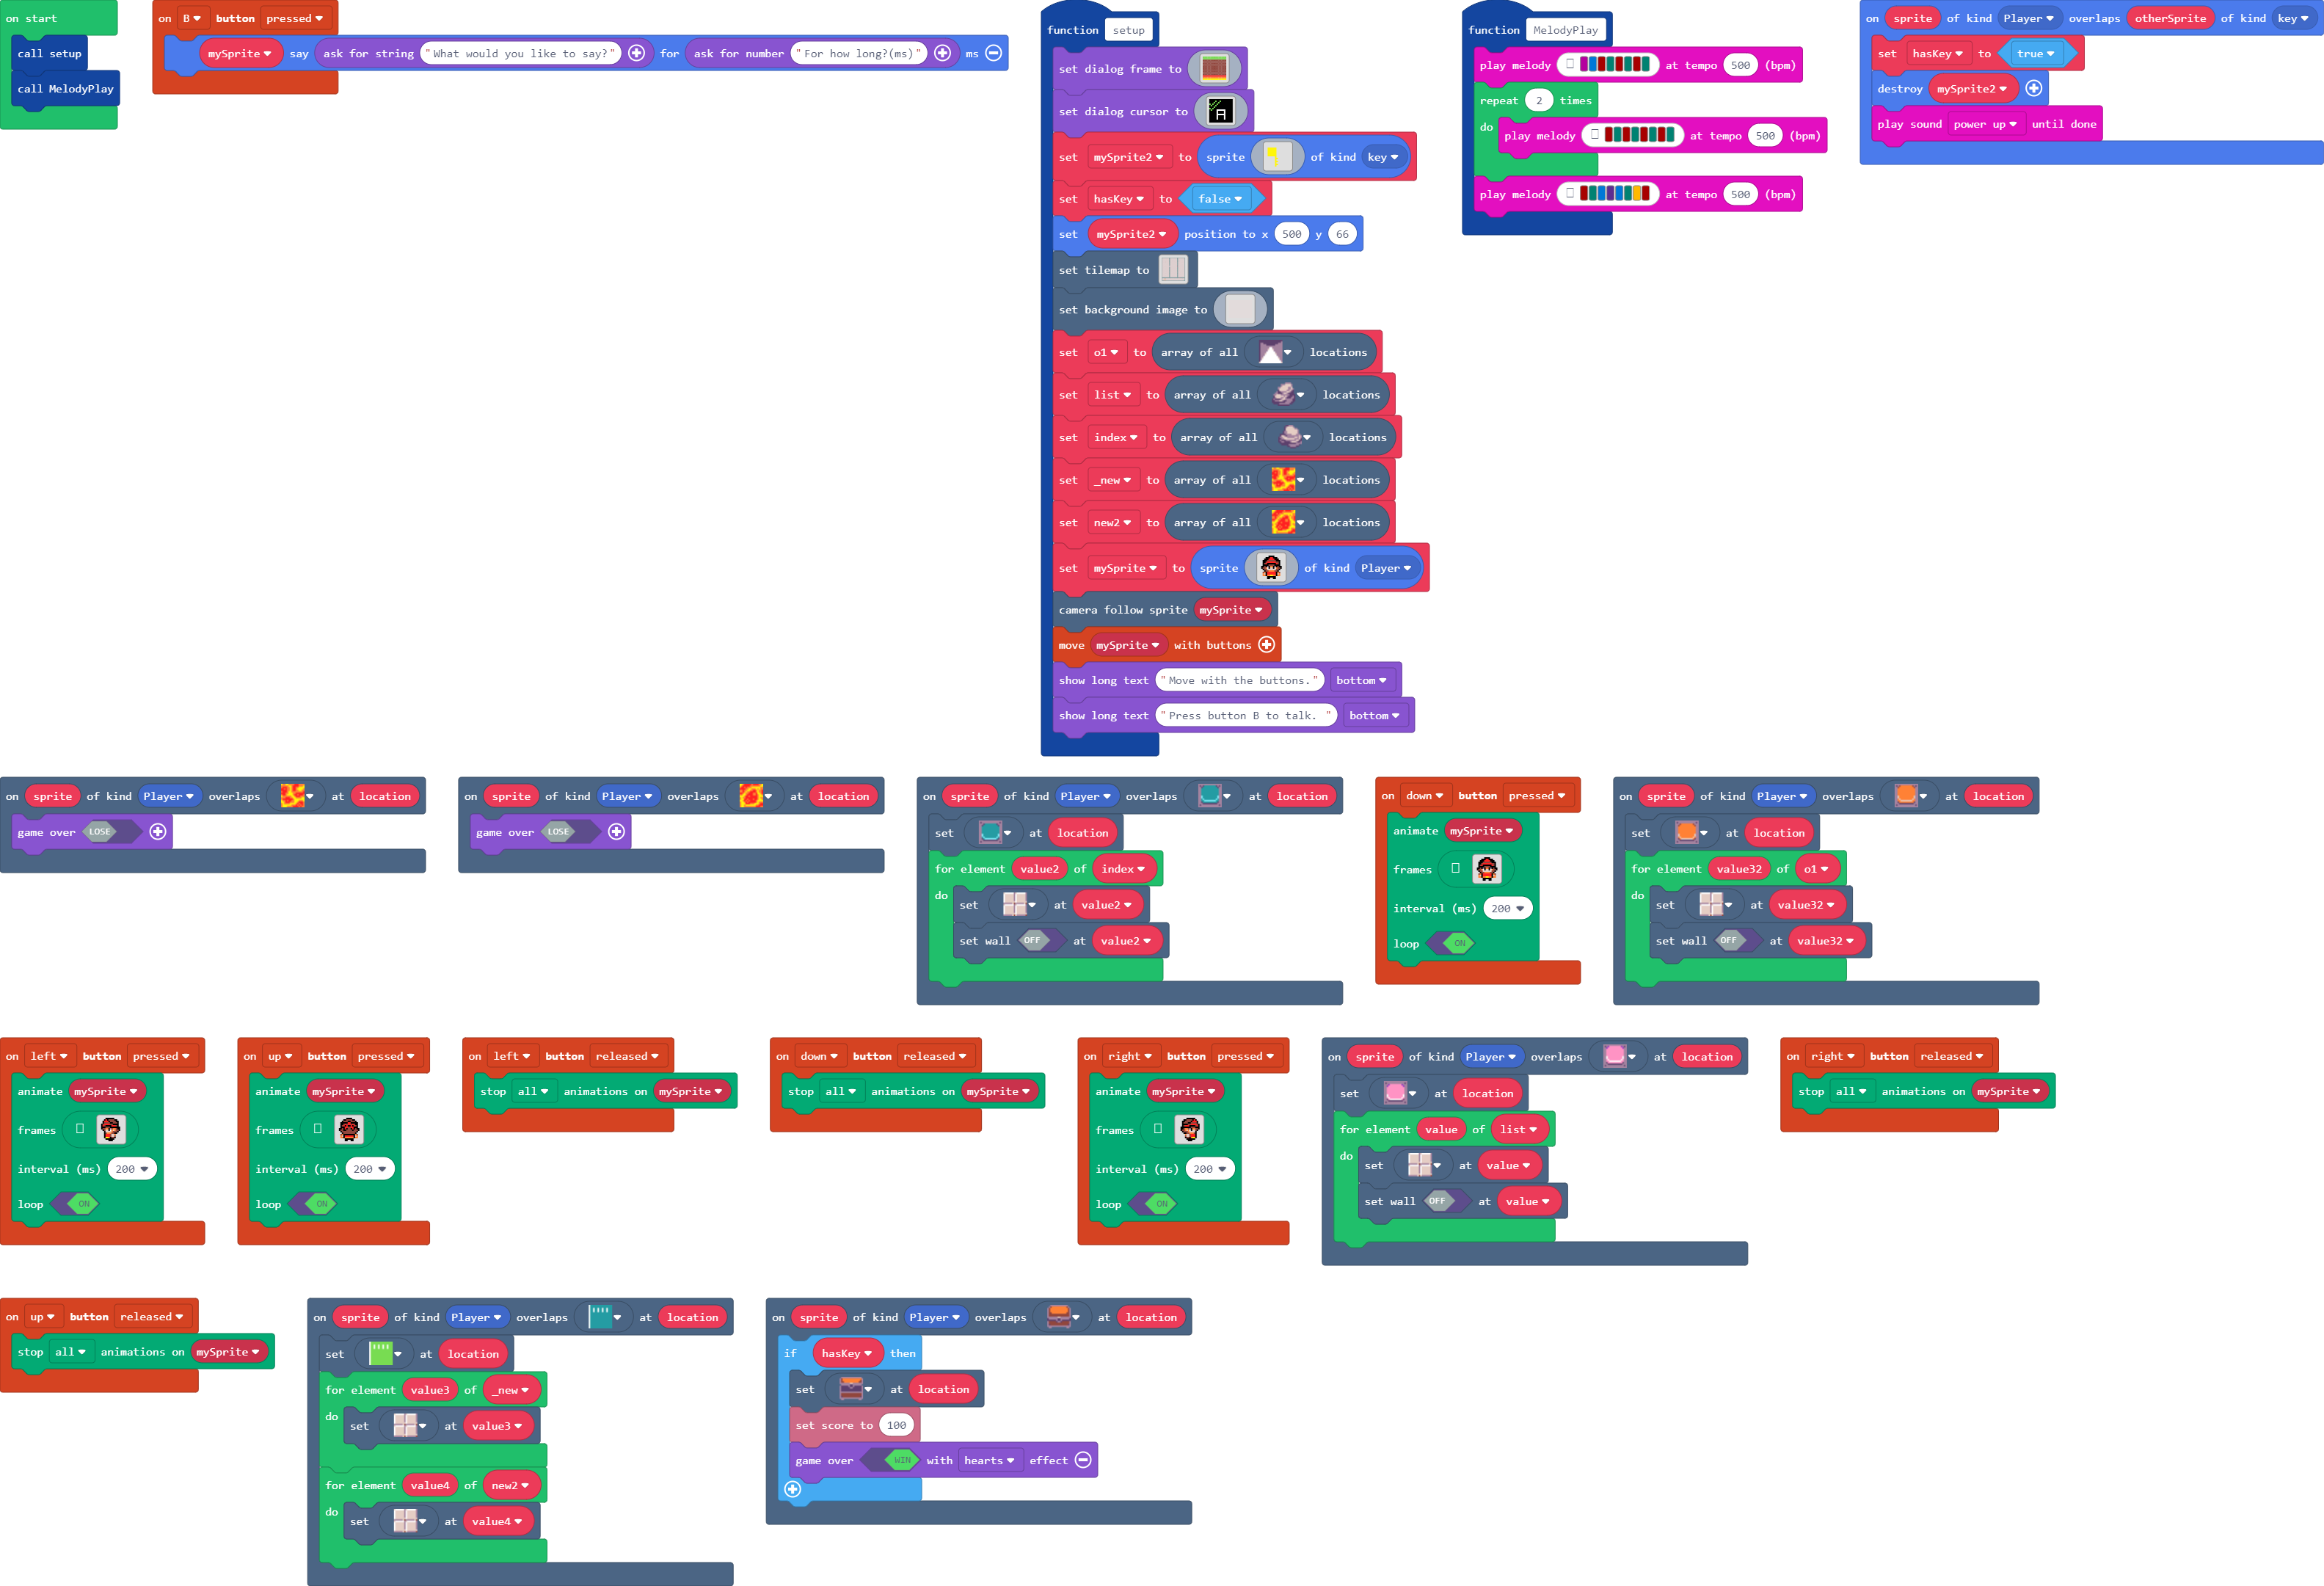 on start
call setup
call MelodyPlay
on B button pressed
mySprite say ask for string "What would you like to say?" for ask for number "For how long?(ms)" ms
function setup
set dialog frame to
set dialog cursor to A
set mySprite2 to sprite of kind key
set hasKey to false
set mySprite2 position to x 500 y 66
set tilemap to
set background image to
set o1 to array of all locations
set list to array of all locations
set index to array of all locations
set _new to array of all locations
set new2 to array of all locations
set mySprite to sprite of kind Player
camera follow sprite mySprite
move mySprite with buttons
show long text "Move with the buttons." bottom
show long text "Press button B to talk. " bottom
function MelodyPlay
play melody at tempo 500 (bpm)
repeat 2 times
do play melody at tempo 500 (bpm)
play melody at tempo 500 (bpm)
on sprite of kind Player overlaps otherSprite of kind key
set hasKey to true
destroy mySprite2
play sound power up until done
on sprite of kind Player overlaps at location
game over LOSE
on sprite of kind Player overlaps at location
game over LOSE
on sprite of kind Player overlaps at location
set at location
for element value2 of index
do set at value2
set wall OFF at value2
on down button pressed
animate mySprite
frames
interval (ms) 200
loop ON
on sprite of kind Player overlaps at location
set at location
for element value32 of o1
do set at value32
set wall OFF at value32
on left button pressed
animate mySprite
frames
interval (ms) 200
loop ON
on up button pressed
animate mySprite
frames
interval (ms) 200
loop ON
on left button released
stop all animations on mySprite
on down button released
stop all animations on mySprite
on right button pressed
animate mySprite
frames
interval (ms) 200
loop ON
on sprite of kind Player overlaps at location
set at location
for element value of list
do set at value
set wall OFF at value
on right button released
stop all animations on mySprite
on up button released
stop all animations on mySprite
on sprite of kind Player overlaps at location
set at location
for element value3 of _new
do set at value3
for element value4 of new2
do set at value4
on sprite of kind Player overlaps at location
if hasKey then
set at location
set score to 100
game over WIN with hearts effect